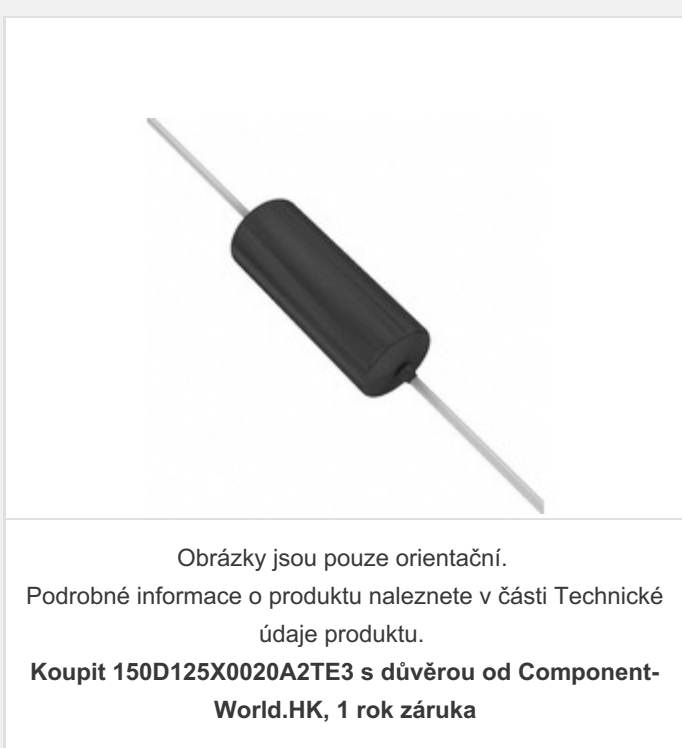 Obrázky jsou pouze orientační.
Podrobné informace o produktu naleznete v části Technické
údaje produktu.
Koupit 150D125X0020A2TE3 s důvěrou od Component-
World.HK, 1 rok záruka